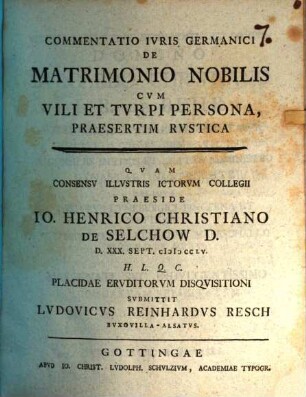 7.
COMMENTATIO IVRIS GERMANICI
DE
MATRIMONIO NOBILIS
CVM
VILI ET TVRPI PERSONA,
PRAESERTIM RVSTICA
QVAM
CONSENSV ILLVSTRIS ICTORVM COLLEGII
PRAESIDE
IO. HENRICO CHRISTIANO
DE SELCHOW D.
D. XXX. SEPT. cIↄIↄccLV.
H. L. Q. C.
PLACIDAE ERVDITORVM DISQVISITIONI
SVBMITTIT
LVDOVICVS REINHARDVS RESCH
BVXOVILLA-ALSATVS.
GOTTINGAE
APVD IO. CHRIST. LVDOLPH. SCHVLZIVM, ACADEMIAE TYPOGR.